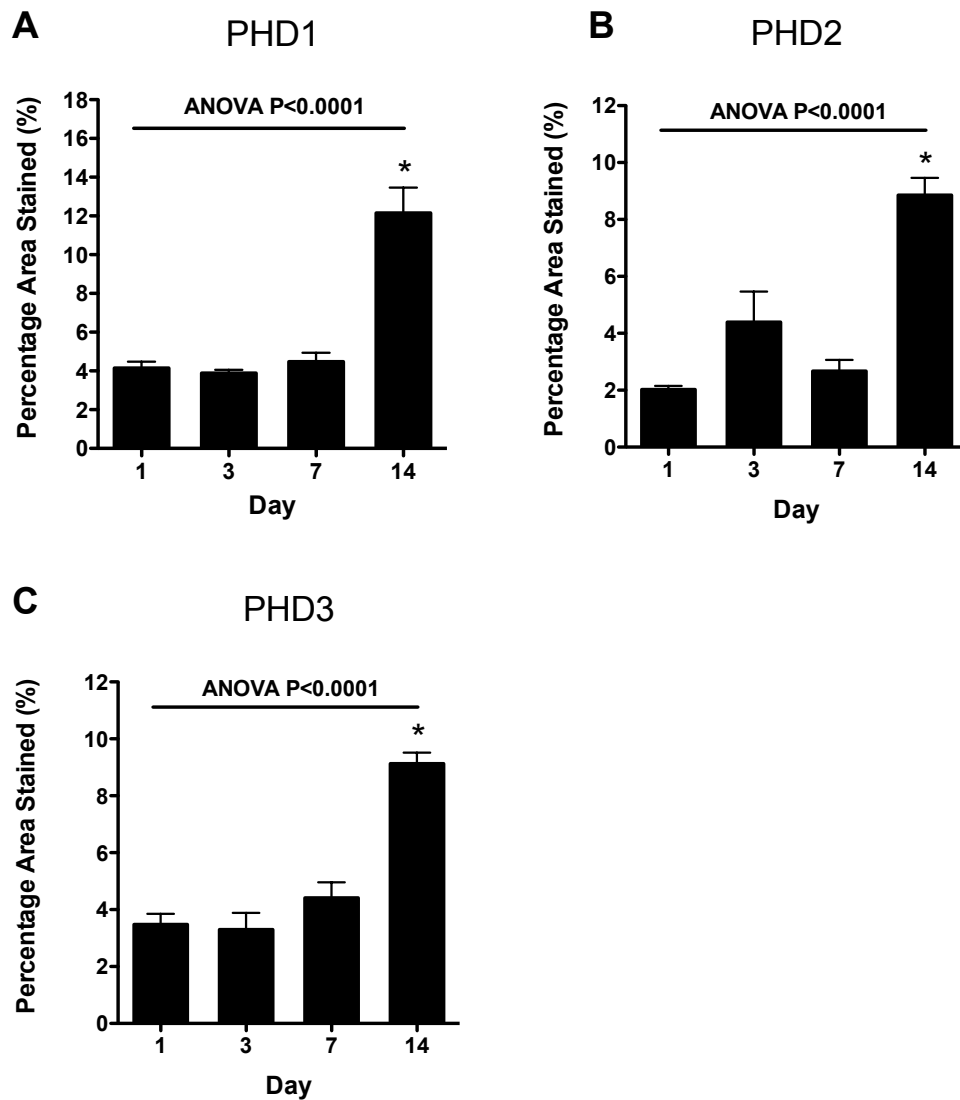 A
PHD1
Percentage Area Stained (%)
18
16
14
12
10
8
6
4
2
0
ANOVA P<0.0001
*
1 3 7 14
Day
B
PHD2
Percentage Area Stained (%)
12
10
8
6
4
2
0
ANOVA P<0.0001
*
1 3 7 14
Day
C
PHD3
Percentage Area Stained (%)
12
10
8
6
4
2
0
ANOVA P<0.0001
*
1 3 7 14
Day